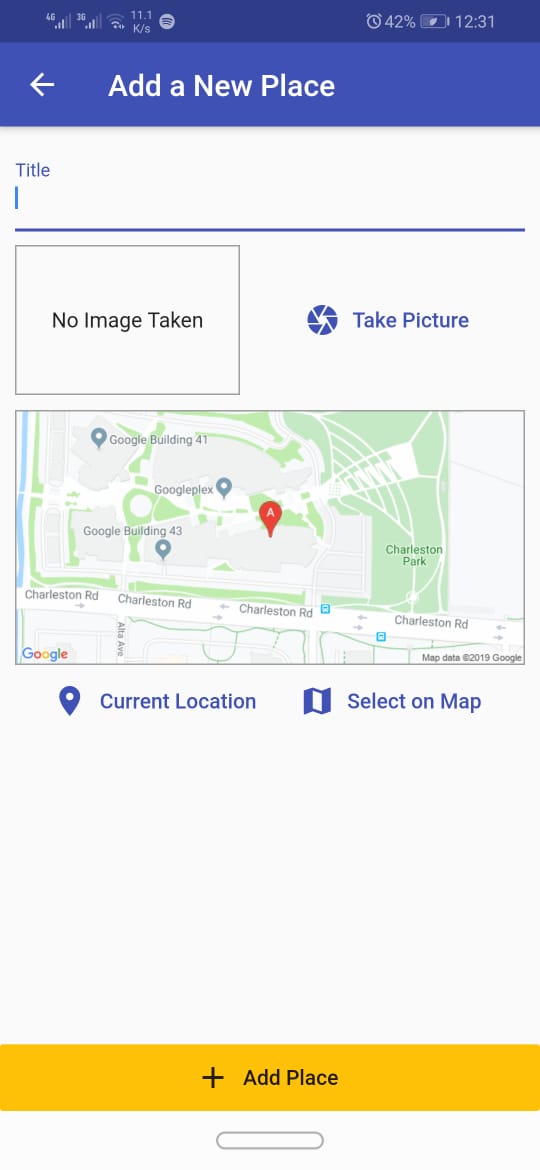 4G 3G 11.1 K/s 42% 12:31
Add a New Place
Title
No Image Taken
Take Picture
Google Building 41
Googleplex
A
Google Building 43
Charleston
Park
Charleston Rd
Charleston Rd
Charleston Rd
Charleston Rd
Alta Ave
Google
Map data ©2019 Google
Current Location
Select on Map
Add Place